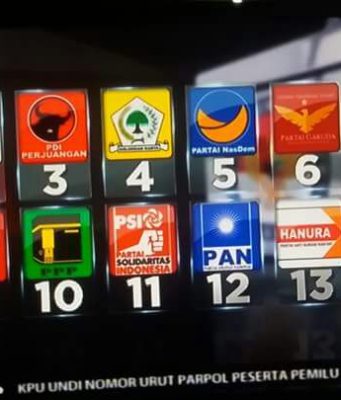 PDI
PERJUANGAN
PARTAI NasDem
PARTAI GARUDA
3
4
5
6
PPP
PSI
PARTAI
SOLIDARITAS
INDONESIA
PAN
HANURA
10
11
12
13
KPU UNDI NOMOR URUT PARPOL PESERTA PEMILU